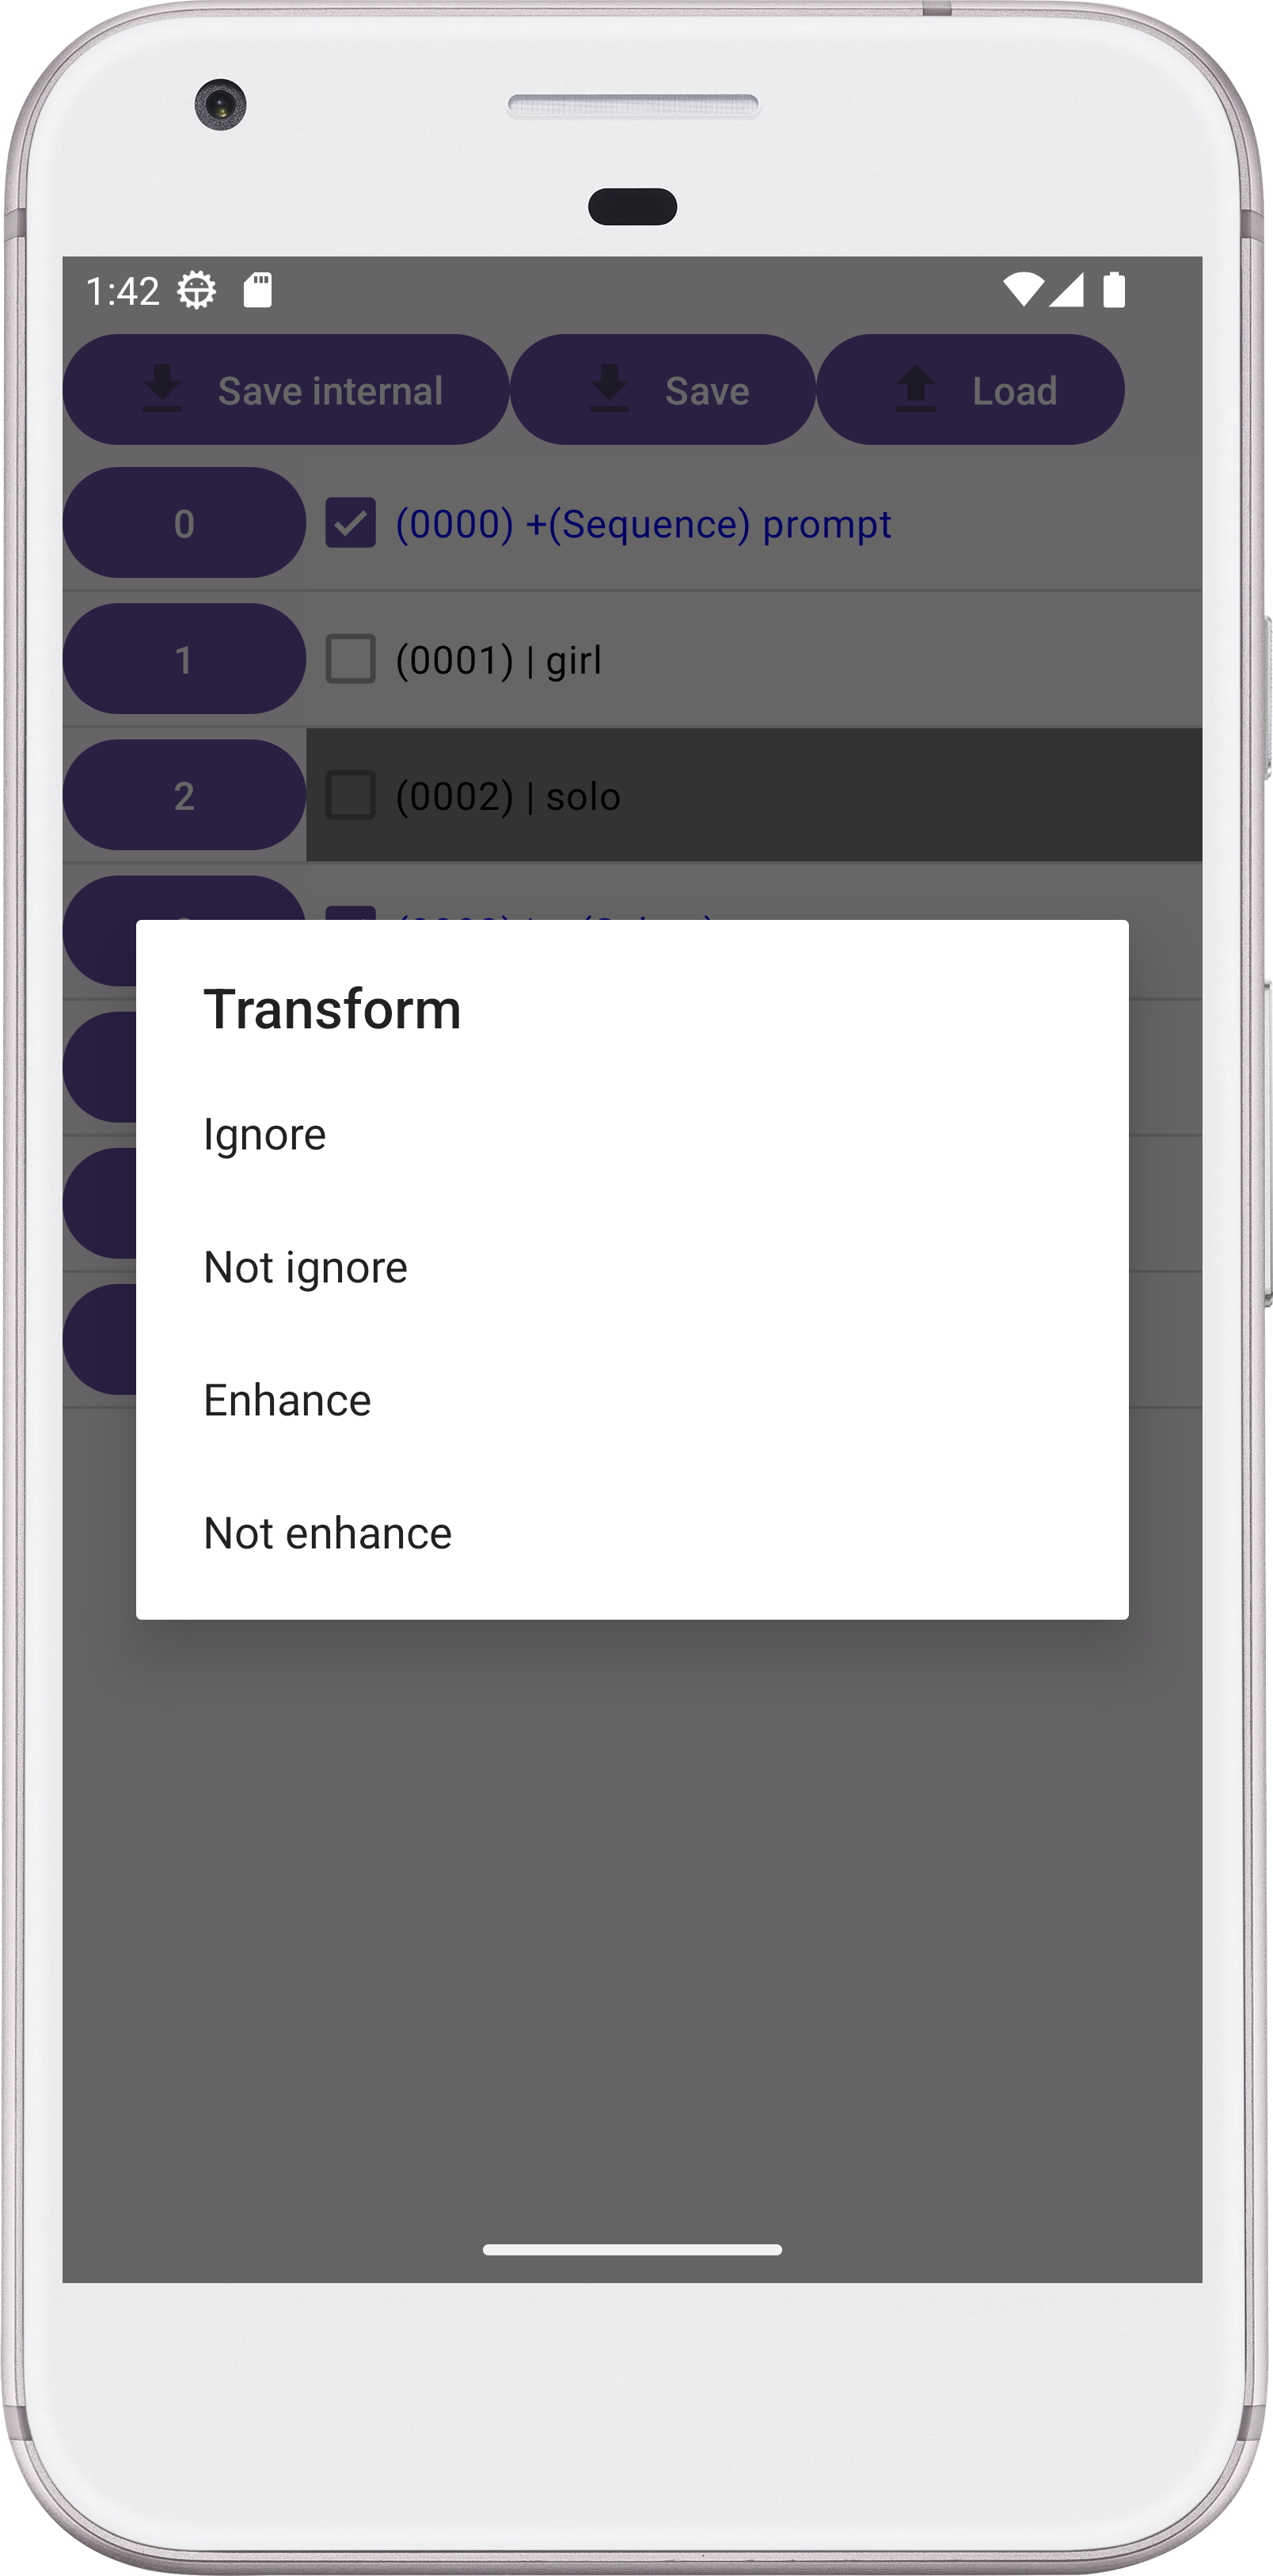 1:42
Save internal
Save
Load
0
(0000) +(Sequence) prompt
1
(0001) | girl
2
(0002) | solo
Transform
Ignore
Not ignore
Enhance
Not enhance